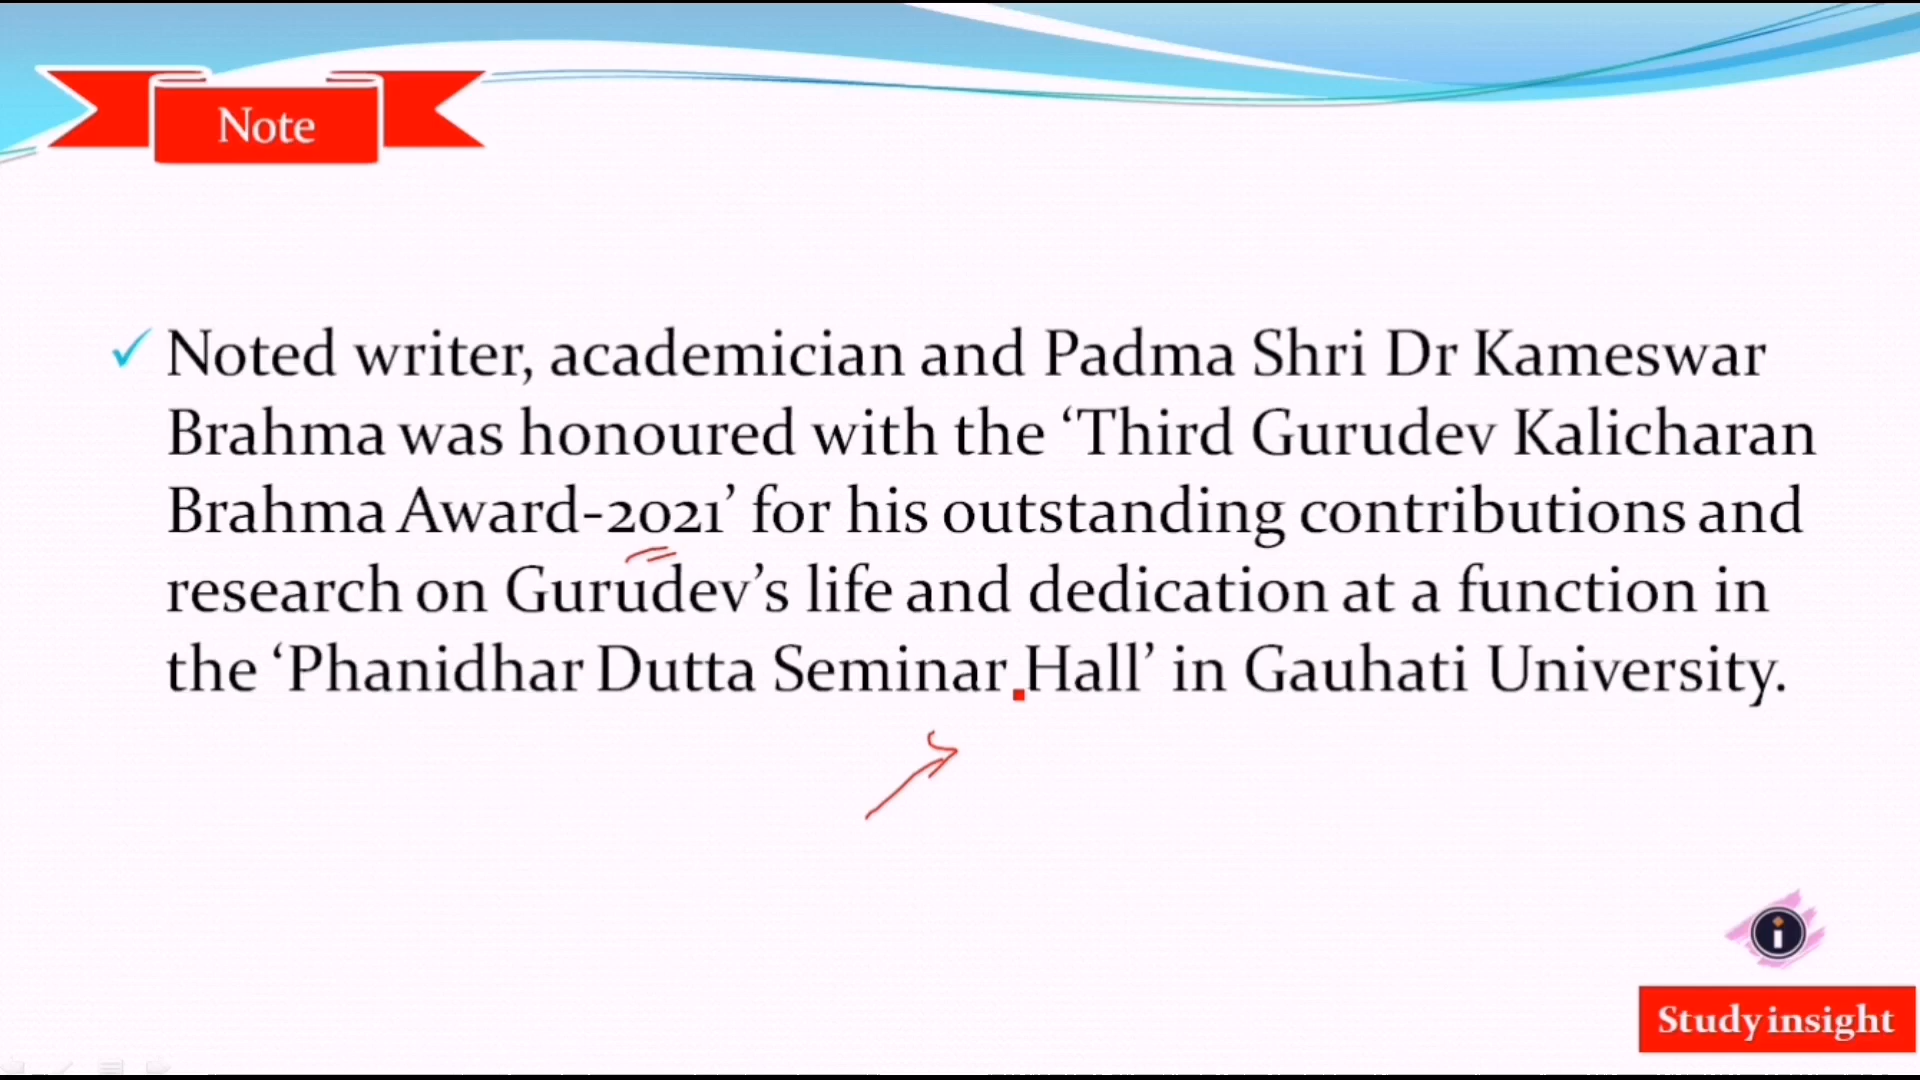 Note
Noted writer, academician and Padma Shri Dr Kameswar
Brahma was honoured with the ‘Third Gurudev Kalicharan
Brahma Award-2021’ for his outstanding contributions and
research on Gurudev’s life and dedication at a function in
the ‘Phanidhar Dutta Seminar Hall’ in Gauhati University.
i
Study insight